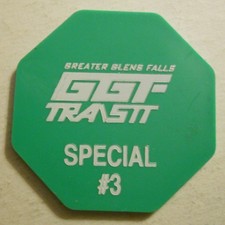 GREATER GLENS FALLS
GGF
TRANSIT
SPECIAL
#3